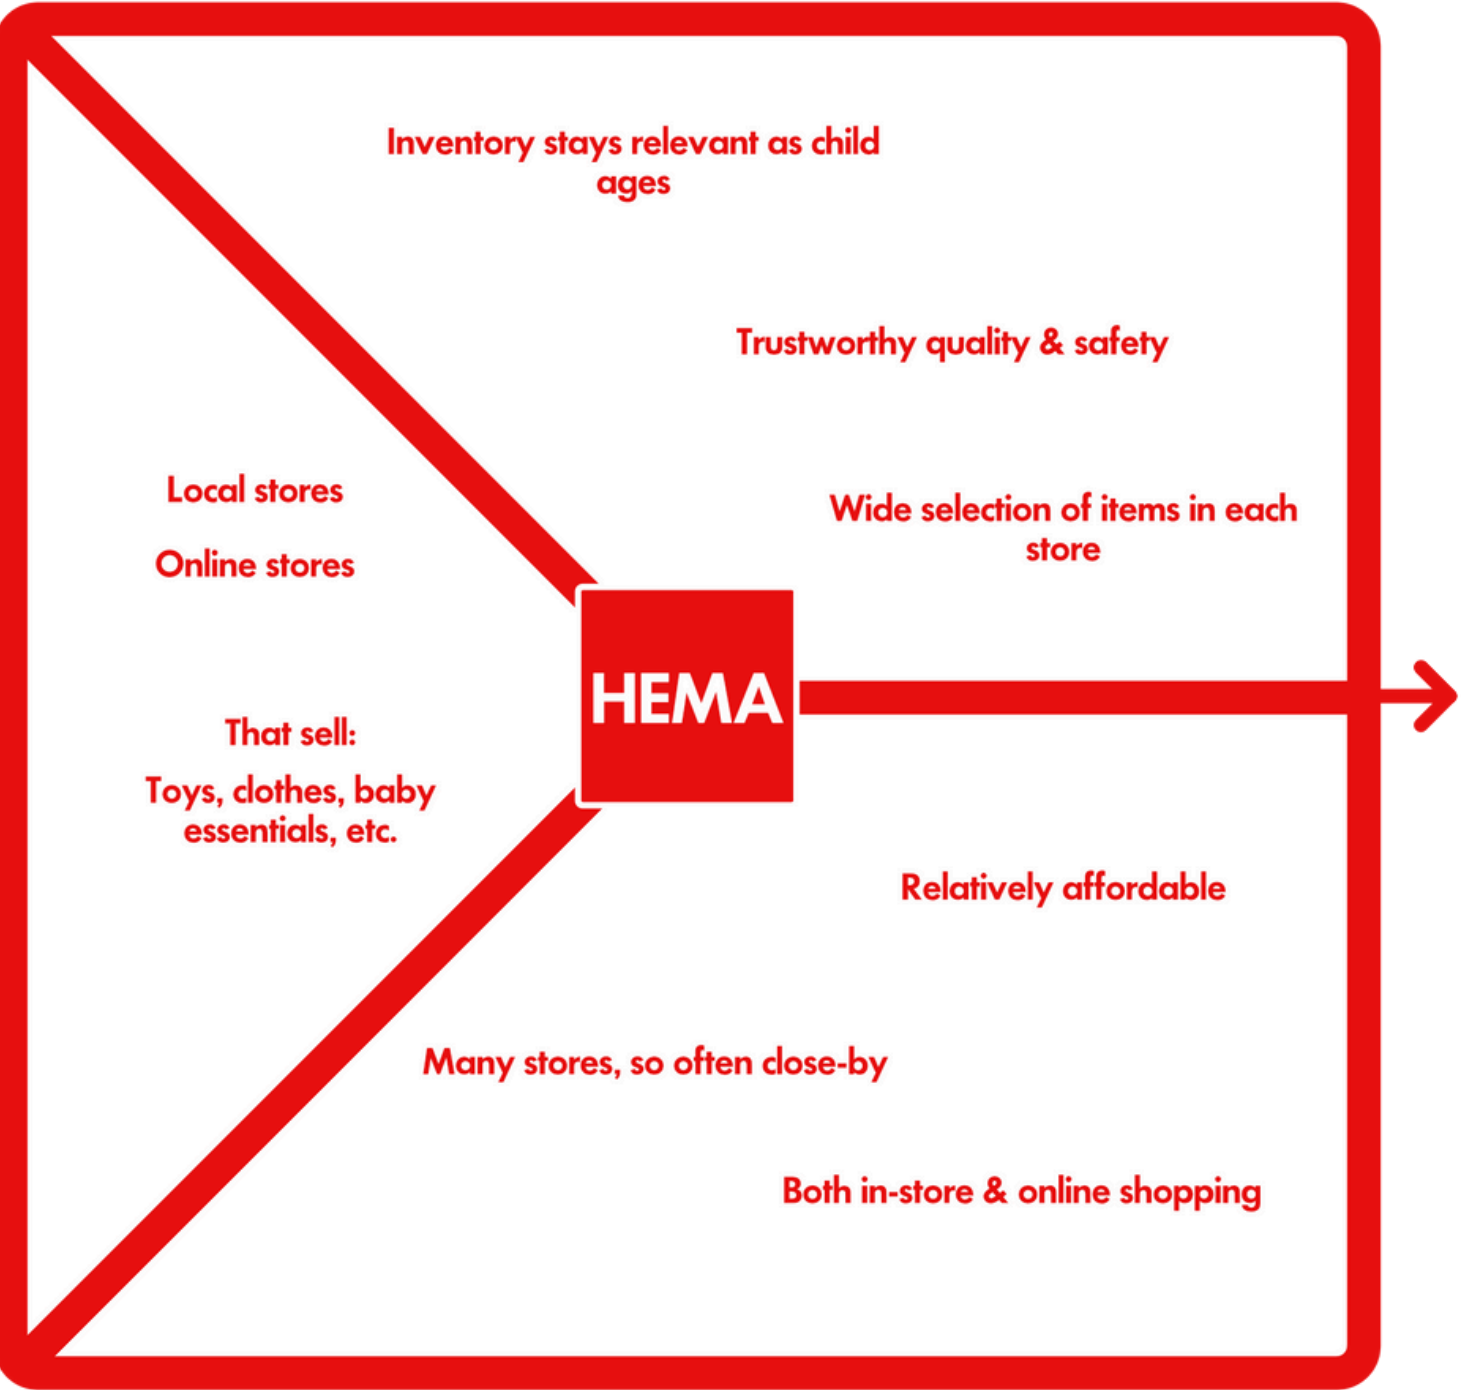 Inventory stays relevant as child
ages
Trustworthy quality & safety
Wide selection of items in each
store
Local stores
Online stores
That sell:
Toys, clothes, baby
essentials, etc.
HEMA
Relatively affordable
Many stores, so often close-by
Both in-store & online shopping